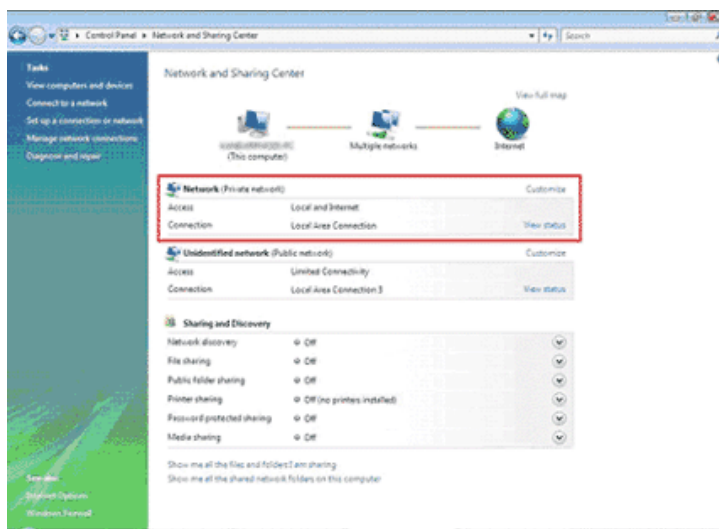 Control Panel ▸ Network and Sharing Center
Search
Tasks
View computers and devices
Connect to a network
Set up a connection or network
Manage network connections
Diagnose and repair
Network and Sharing Center
View full map
(This computer)
Multiple networks
Internet
Network (Private network)
Customize
Access Local and Internet
Connection Local Area Connection View status
Unidentified network (Public network)
Customize
Access Limited Connectivity
Connection Local Area Connection 3 View status
Sharing and Discovery
Network discovery Off
File sharing Off
Public folder sharing Off
Printer sharing Off (no printers installed)
Password protected sharing Off
Media sharing Off
Show me all the files and folders I am sharing
Show me all the shared network folders on this computer
See also
Internet Options
Windows Firewall